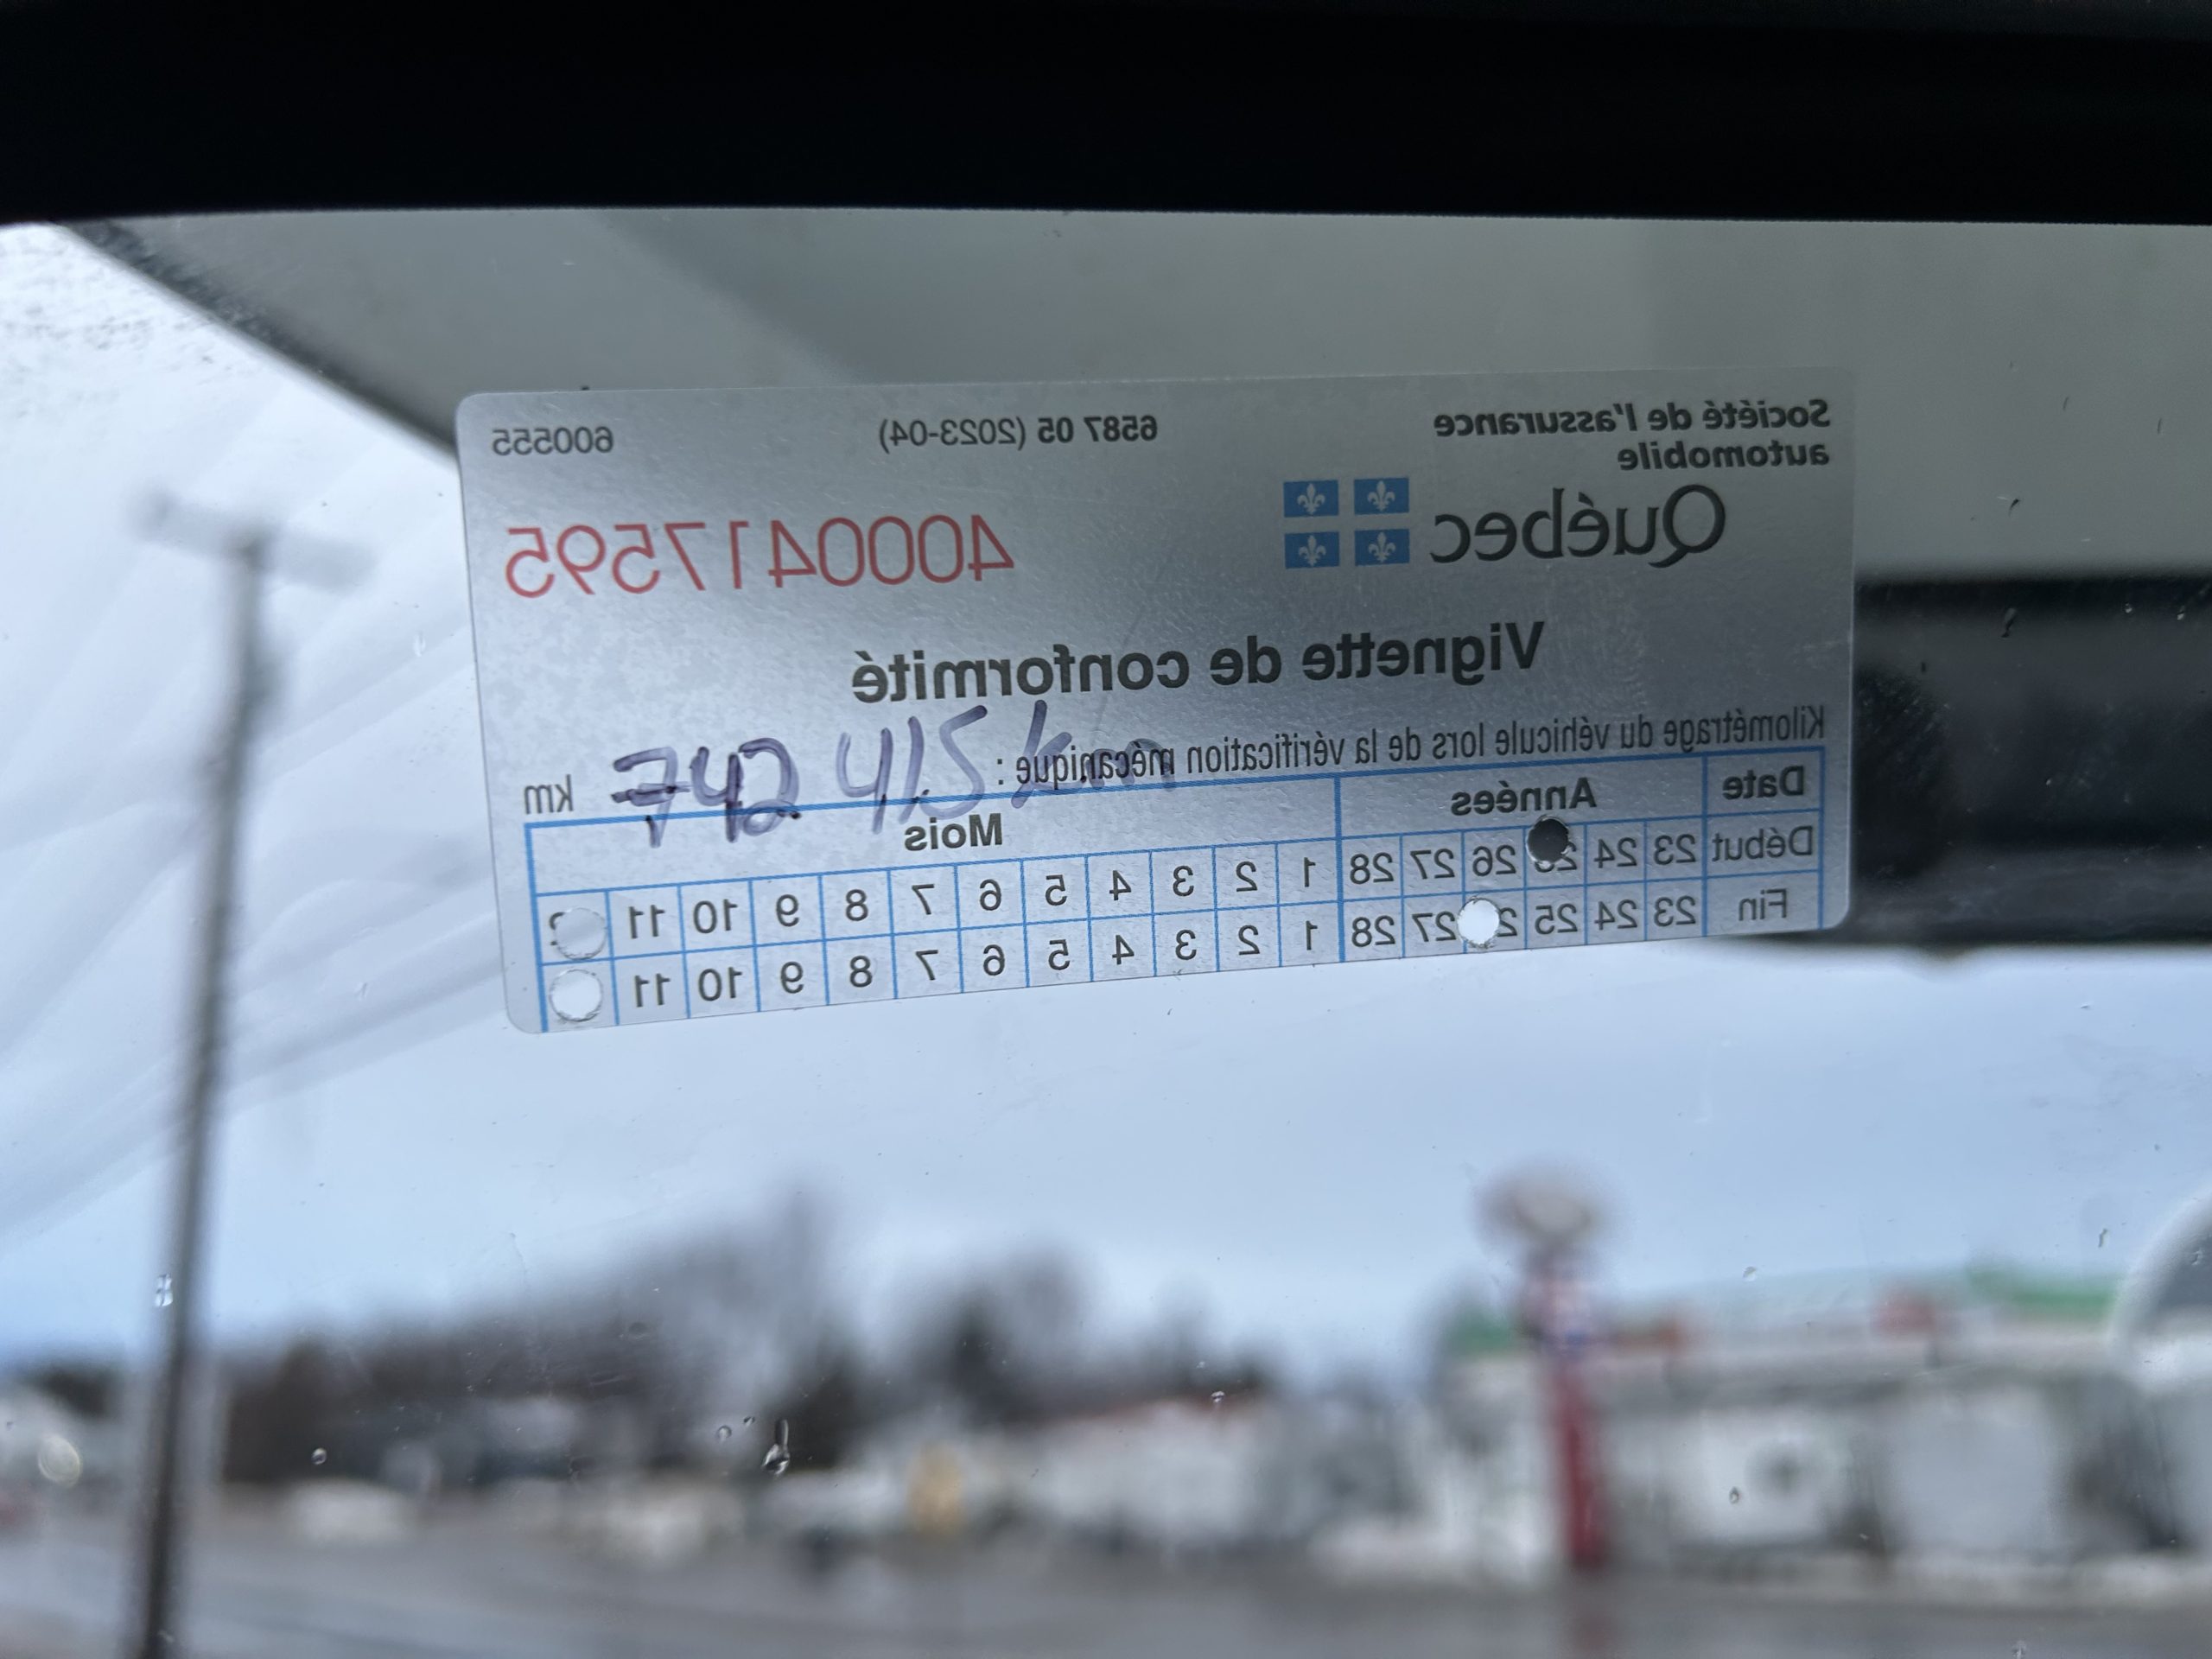 Société de l'assurance
automobile
Québec
6587 05 (2023-04)
600555
4000417595
Vignette de conformité
Kilométrage du véhicule lors de la vérification mécanique : 742 415 km km
Date Années Mois
Début 23 24 26 27 28 1 2 3 4 5 6 7 8 9 10 11
Fin 23 24 25 27 28 1 2 3 4 5 6 7 8 9 10 11